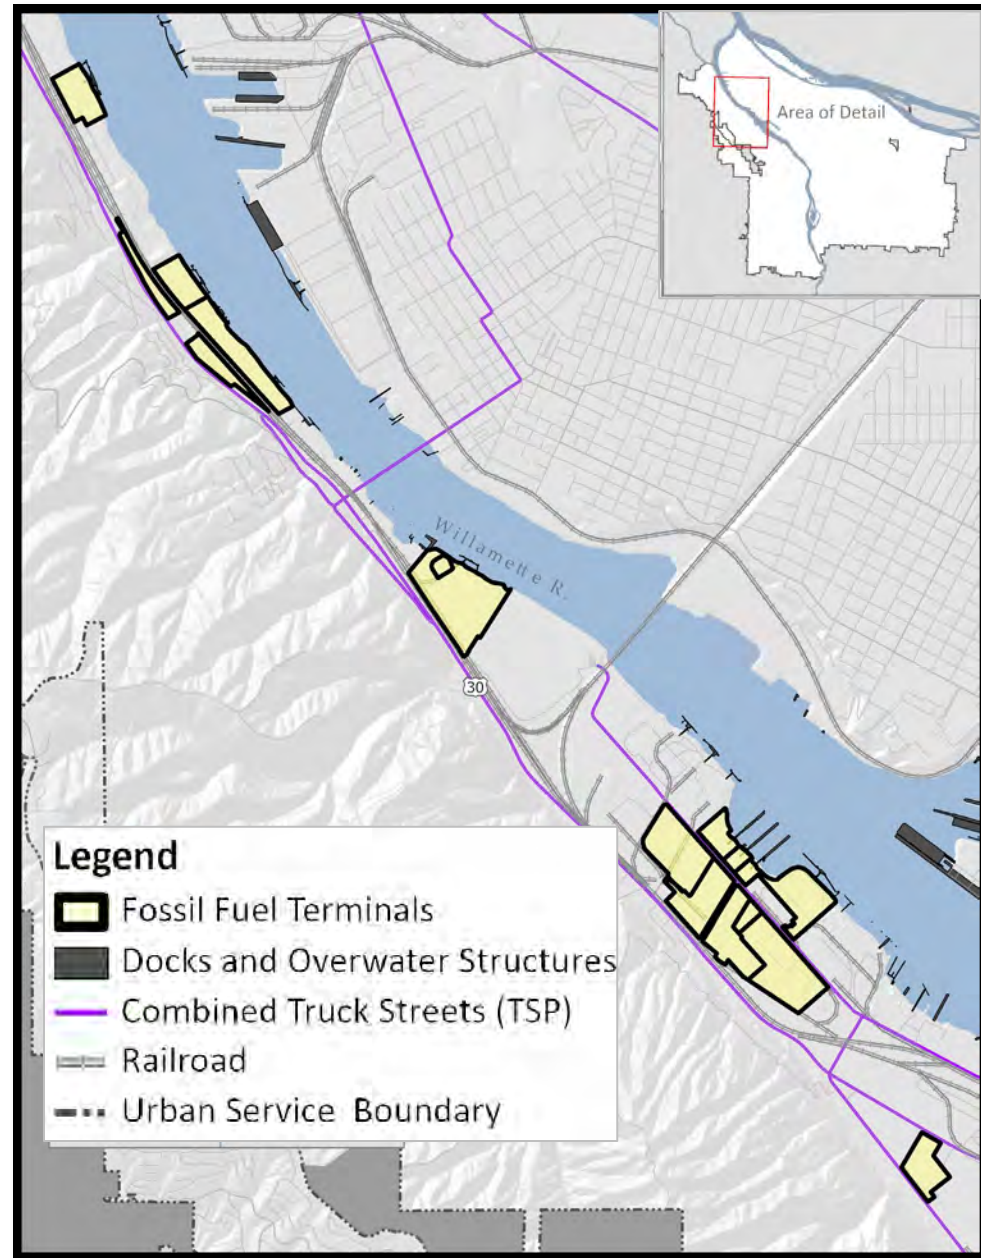 Area of Detail
Willamette R.
30
Legend
Fossil Fuel Terminals
Docks and Overwater Structures
Combined Truck Streets (TSP)
Railroad
Urban Service Boundary